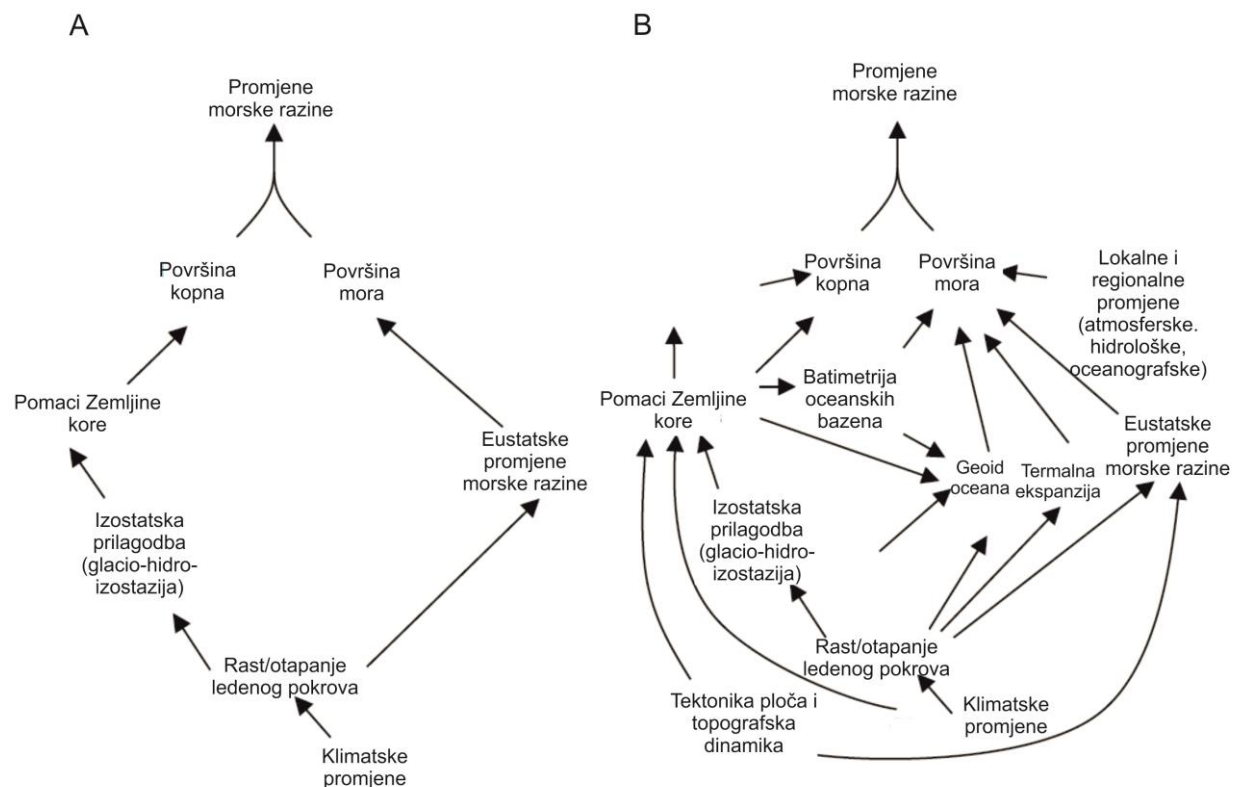 A
Promjene
morske razine
Površina
kopna
Površina
mora
Pomaci Zemljine
kore
Eustatske
promjene
morske razine
Izostatska
prilagodba
(glacio-hidro-
izostazija)
Rast/otapanje
ledenog pokrova
Klimatske
promjene
B
Promjene
morske razine
Površina
kopna
Površina
mora
Lokalne i
regionalne
promjene
(atmosferske.
hidrološke,
oceanografske)
Pomaci Zemljine
kore
Batimetrija
oceanskih
bazena
Eustatske
promjene
morske razine
Geoid
oceana
Termalna
ekspanzija
Izostatska
prilagodba
(glacio-hidro-
izostazija)
Rast/otapanje
ledenog pokrova
Tektonika ploča i
topografska
dinamika
Klimatske
promjene